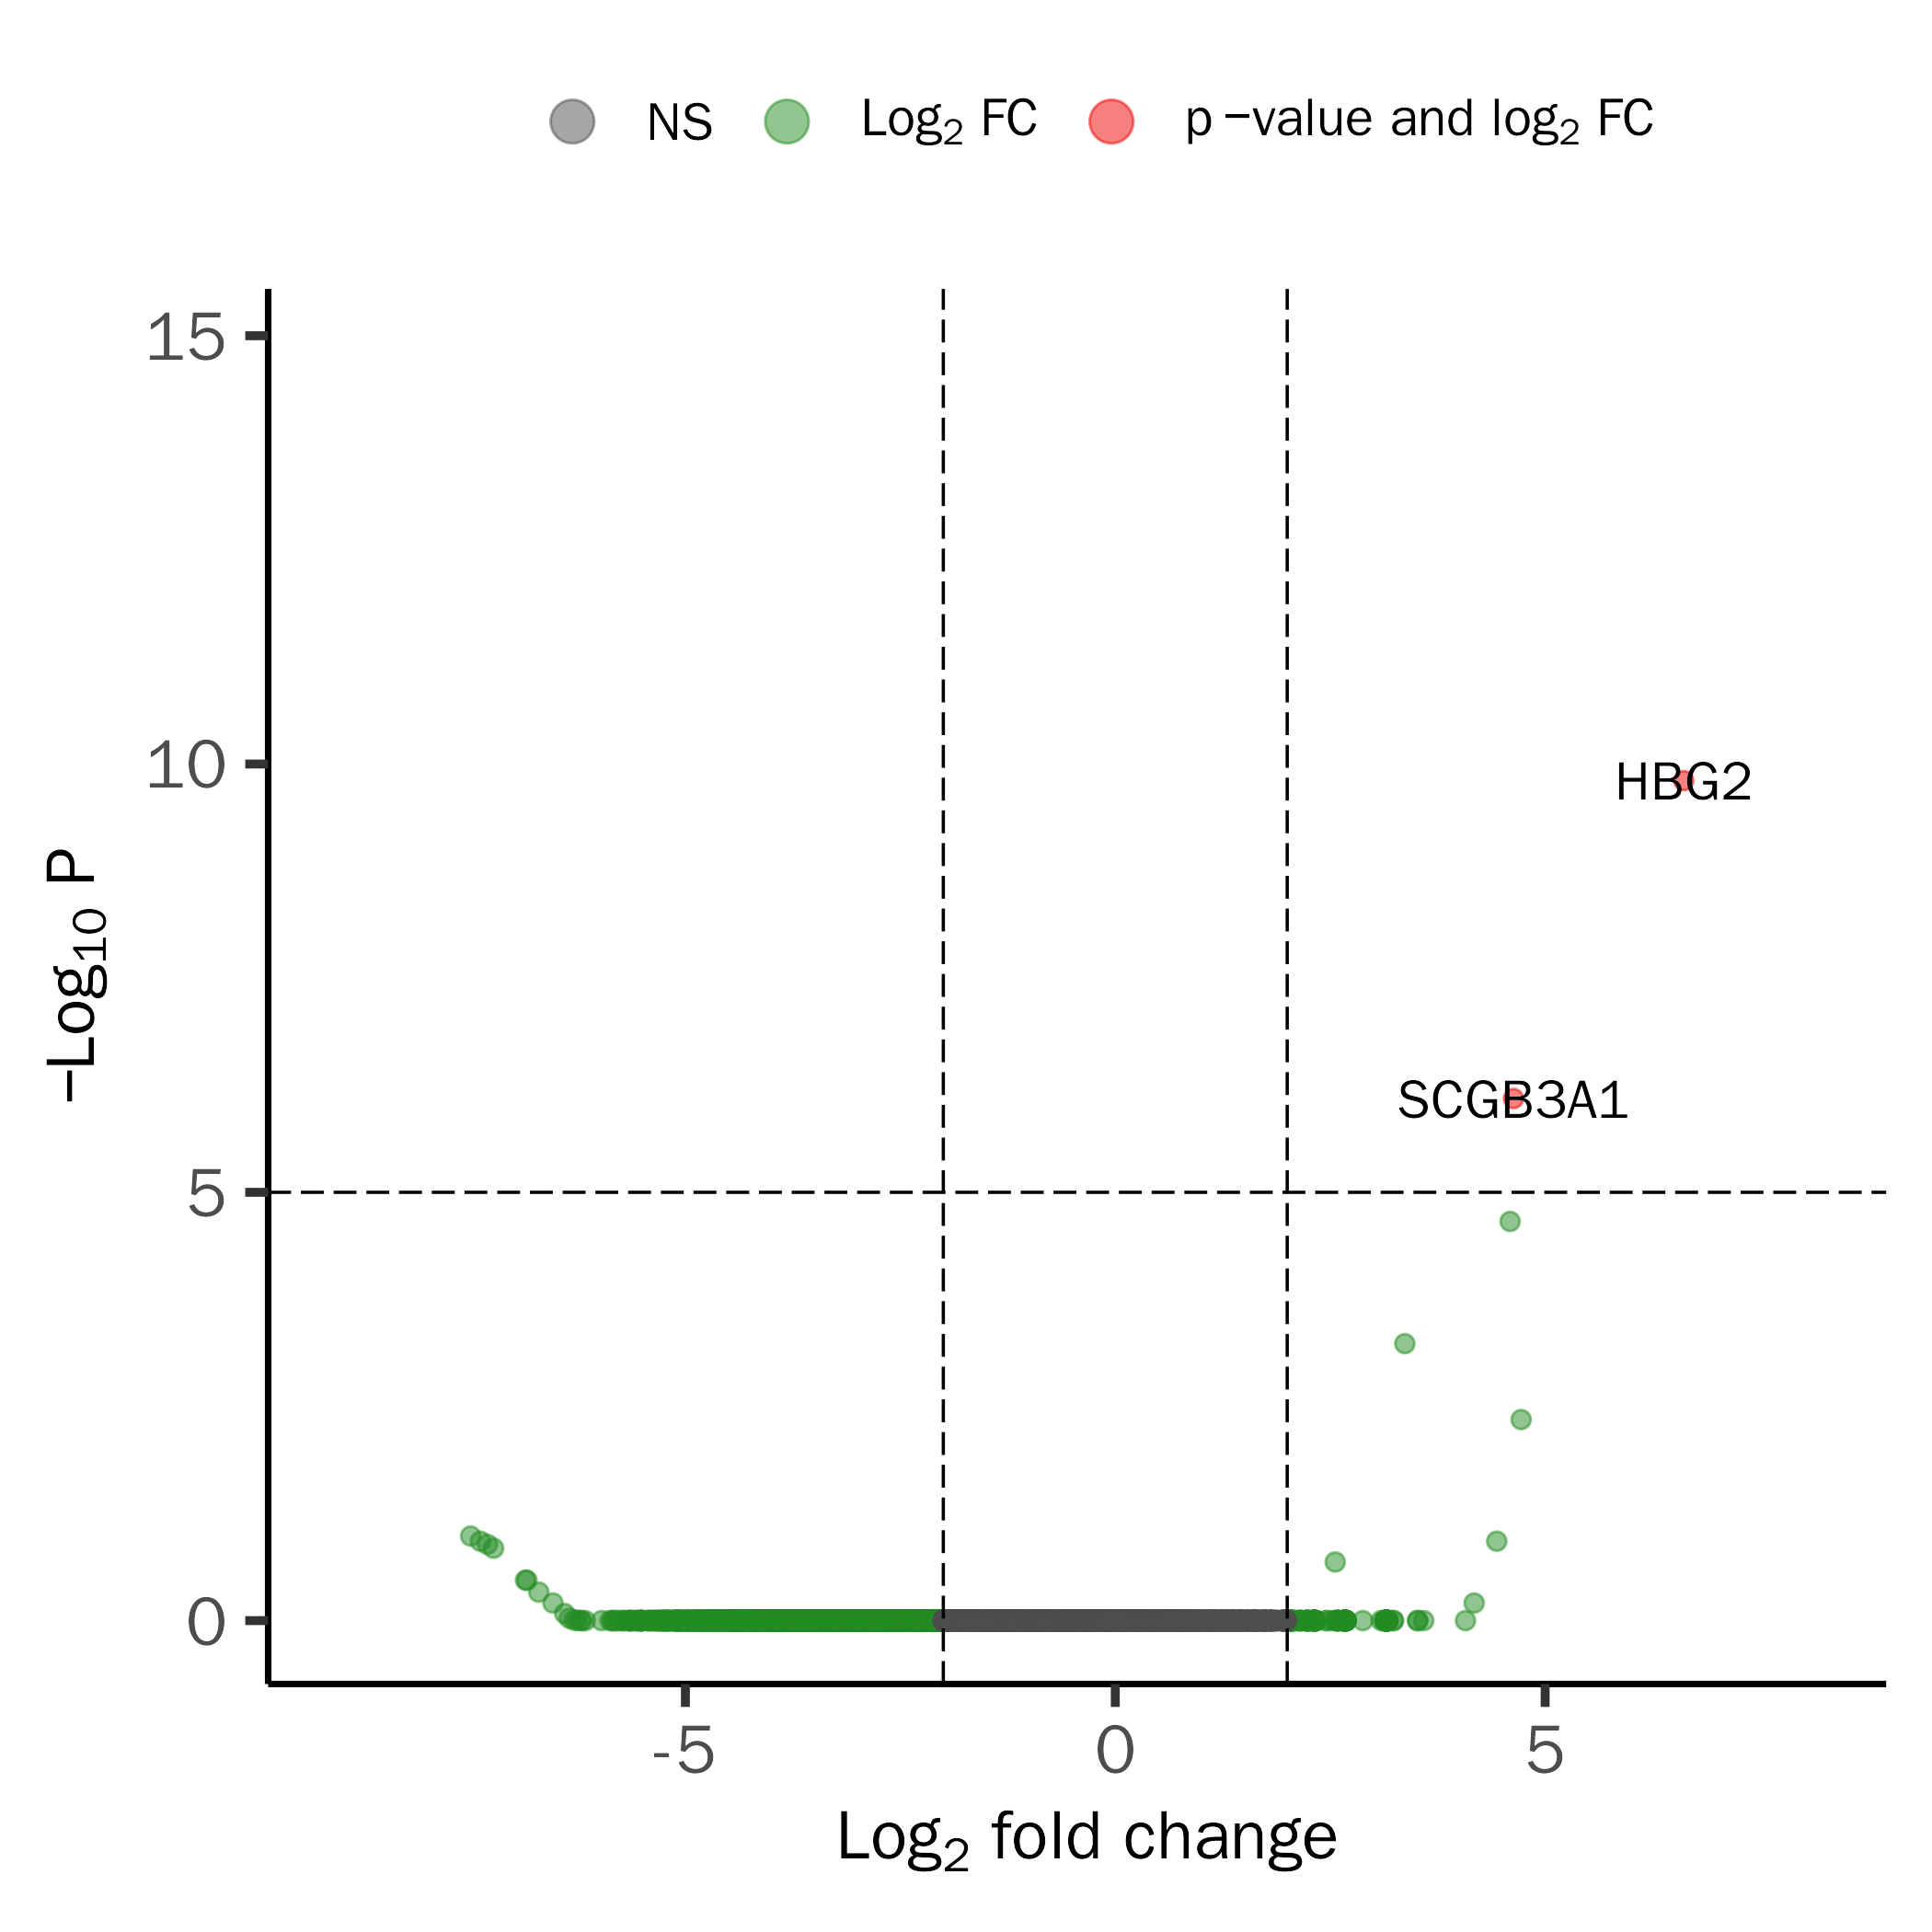 NS Log₂ FC p −value and log₂ FC
15
10
HBG2
−Log₁₀ P
SCGB3A1
5
0
-5 0 5
Log₂ fold change